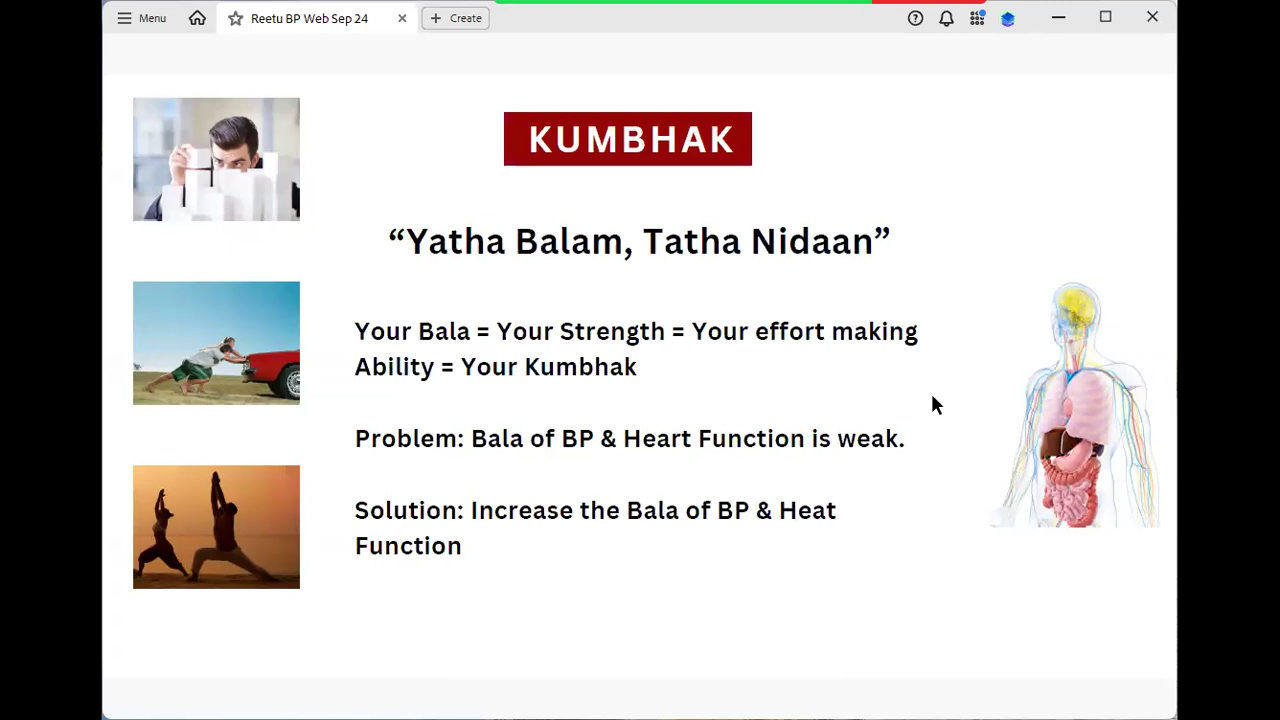 Menu
Reetu BP Web Sep 24
Create
KUMBHAK
“Yatha Balam, Tatha Nidaan”
Your Bala = Your Strength = Your effort making
Ability = Your Kumbhak
Problem: Bala of BP & Heart Function is weak.
Solution: Increase the Bala of BP & Heat
Function